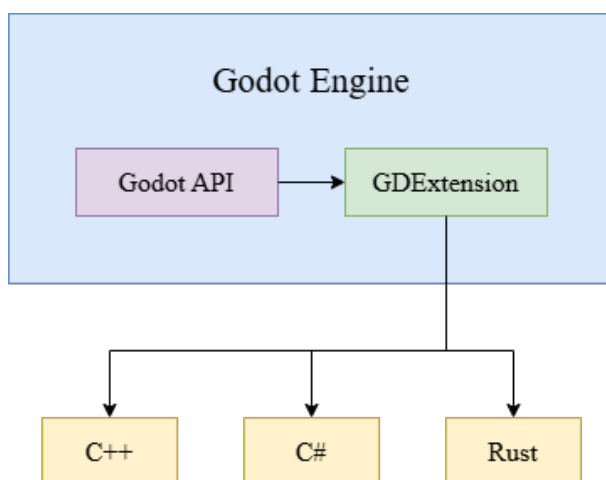 Godot Engine
Godot API
GDExtension
C++
C#
Rust